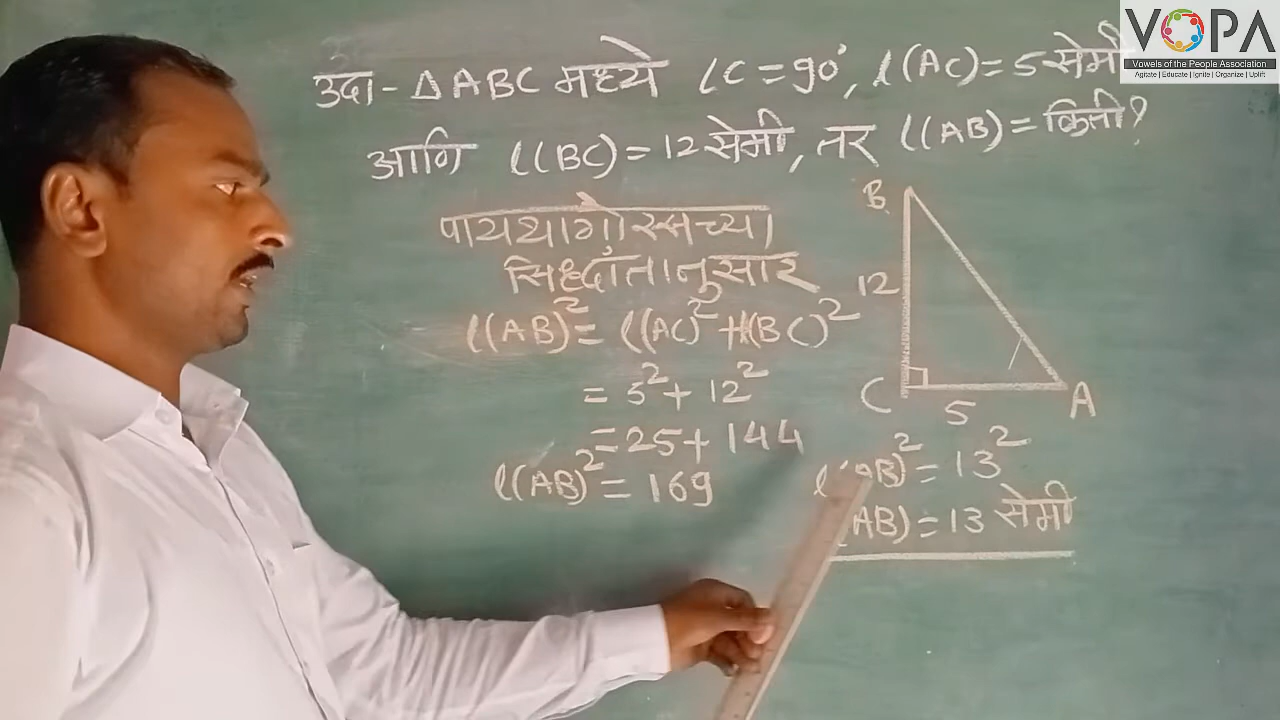 VOPA
Vowels of the People Association
Agitate | Educate | Ignite | Organize | Uplift
उदा - ΔABC मध्ये ∠C = 90°, l(AC) = 5 सेमी
आणि l(BC) = 12 सेमी, तर l(AB) = किती?
पायथागोरसच्या
सिद्धांतानुसार
l(AB)² = l(AC)² + l(BC)²
= 5² + 12²
= 25 + 144
l(AB)² = 169
B
12
C
5
A
l(AB)² = 13²
(AB) = 13 सेमी